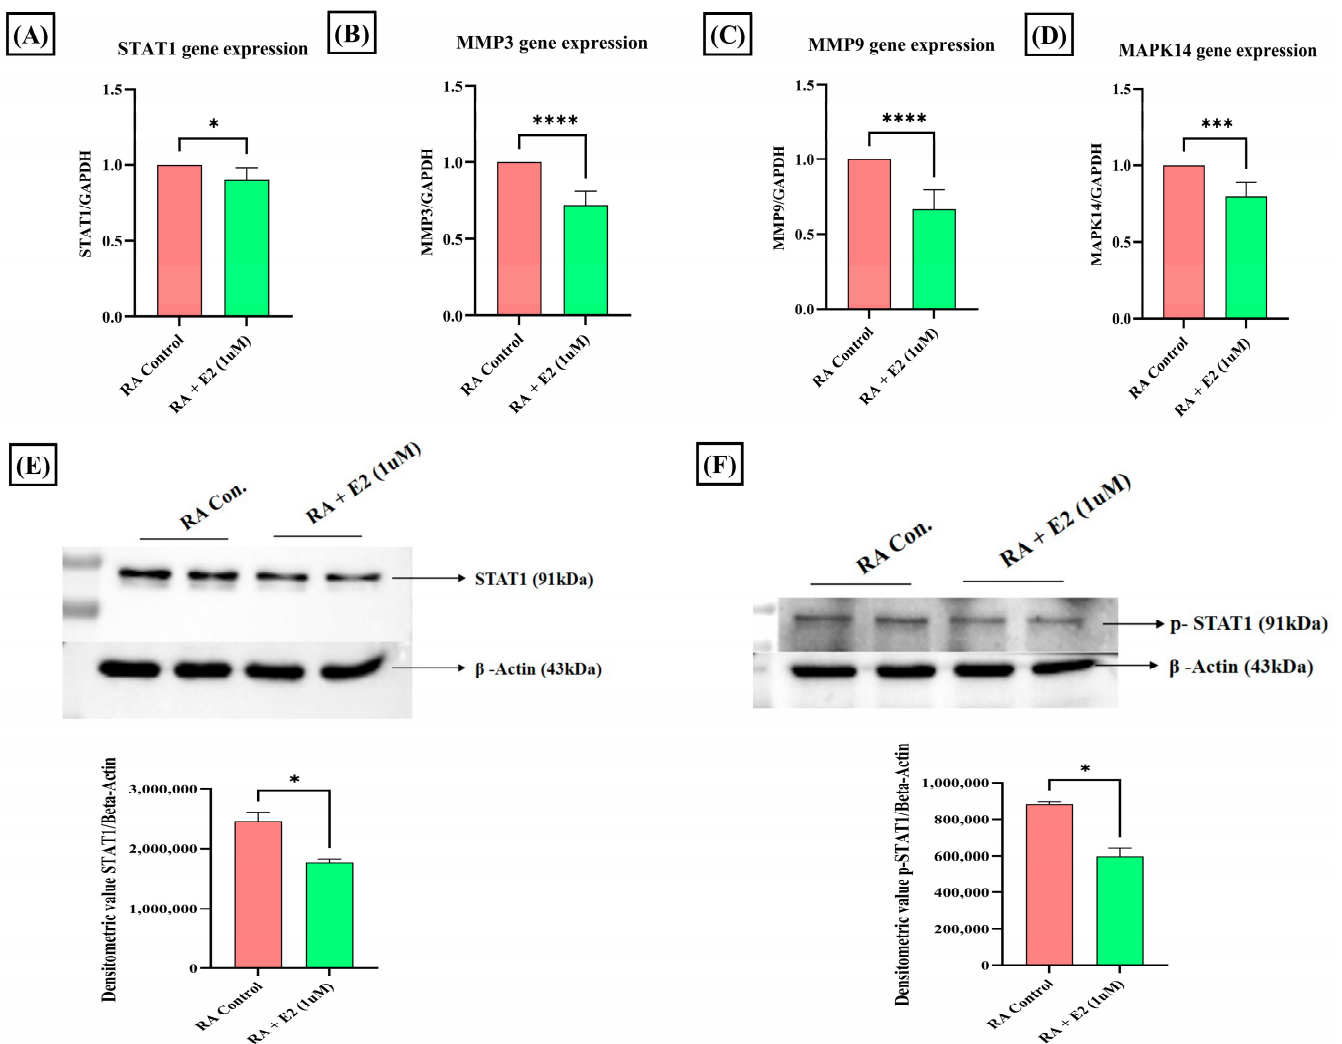 (A)
STAT1 gene expression
STAT1/GAPDH
1.5
1.0
0.5
0.0
*
RA Control
RA + E2 (1uM)
(B)
MMP3 gene expression
MMP3/GAPDH
1.5
1.0
0.5
0.0
****
RA Control
RA + E2 (1uM)
(C)
MMP9 gene expression
MMP9/GAPDH
1.5
1.0
0.5
0.0
****
RA Control
RA + E2 (1uM)
(D)
MAPK14 gene expression
MAPK14/GAPDH
1.5
1.0
0.5
0.0
***
RA Control
RA + E2 (1uM)
(E)
RA Con.
RA + E2 (1uM)
STAT1 (91kDa)
β -Actin (43kDa)
Densitometric value STAT1/Beta-Actin
3,000,000
2,000,000
1,000,000
0
*
RA Control
RA + E2 (1uM)
(F)
RA Con.
RA + E2 (1uM)
p- STAT1 (91kDa)
β -Actin (43kDa)
Densitometric value p-STAT1/Beta-Actin
1,000,000
800,000
600,000
400,000
200,000
0
*
RA Control
RA + E2 (1uM)